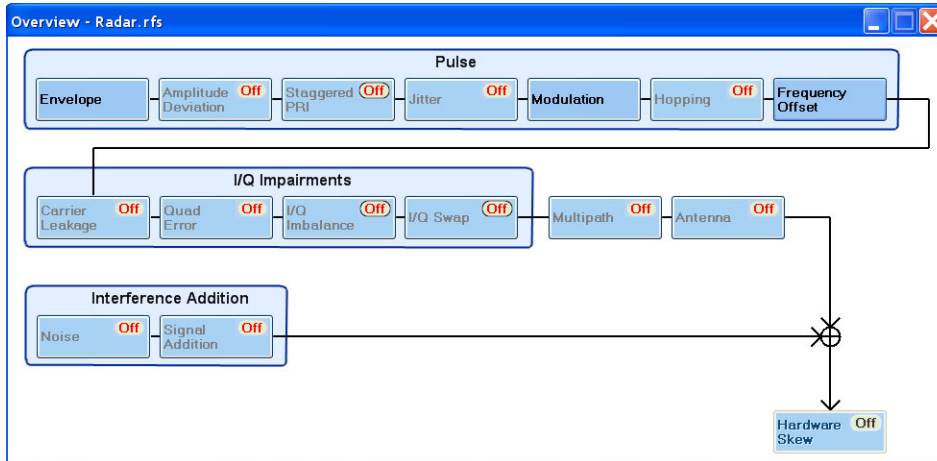 Overview - Radar.rfs
Pulse
Envelope
Amplitude Off
Deviation
Staggered Off
PRI
Jitter Off
Modulation
Hopping Off
Frequency
Offset
I/Q Impairments
Carrier Off
Leakage
Quad Off
Error
I/Q Off
Imbalance
I/Q Swap Off
Multipath Off
Antenna Off
Interference Addition
Noise Off
Signal Off
Addition
Hardware Off
Skew